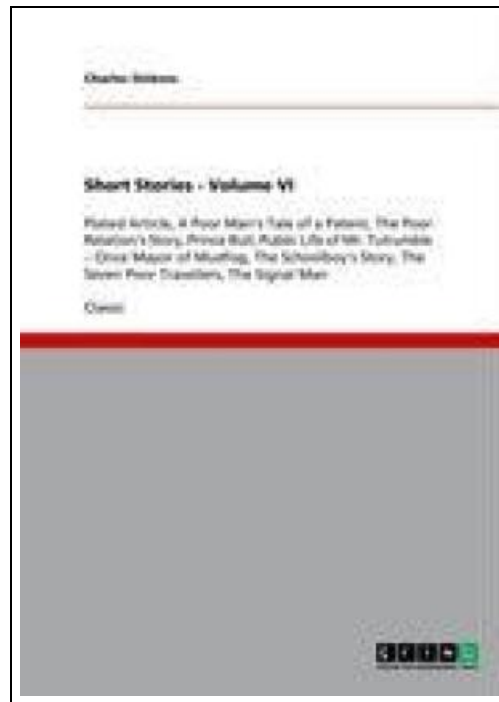 Charles Dickens
Short Stories - Volume VI
Plated Article, A Poor Man's Tale of a Patent, The Poor
Relation's Story, Prince Bull, Public Life of Mr. Tulrumble
- Once Mayor of Mudfog, The Schoolboy's Story, The
Seven Poor Travellers, The Signal Man
Classic
GRIN